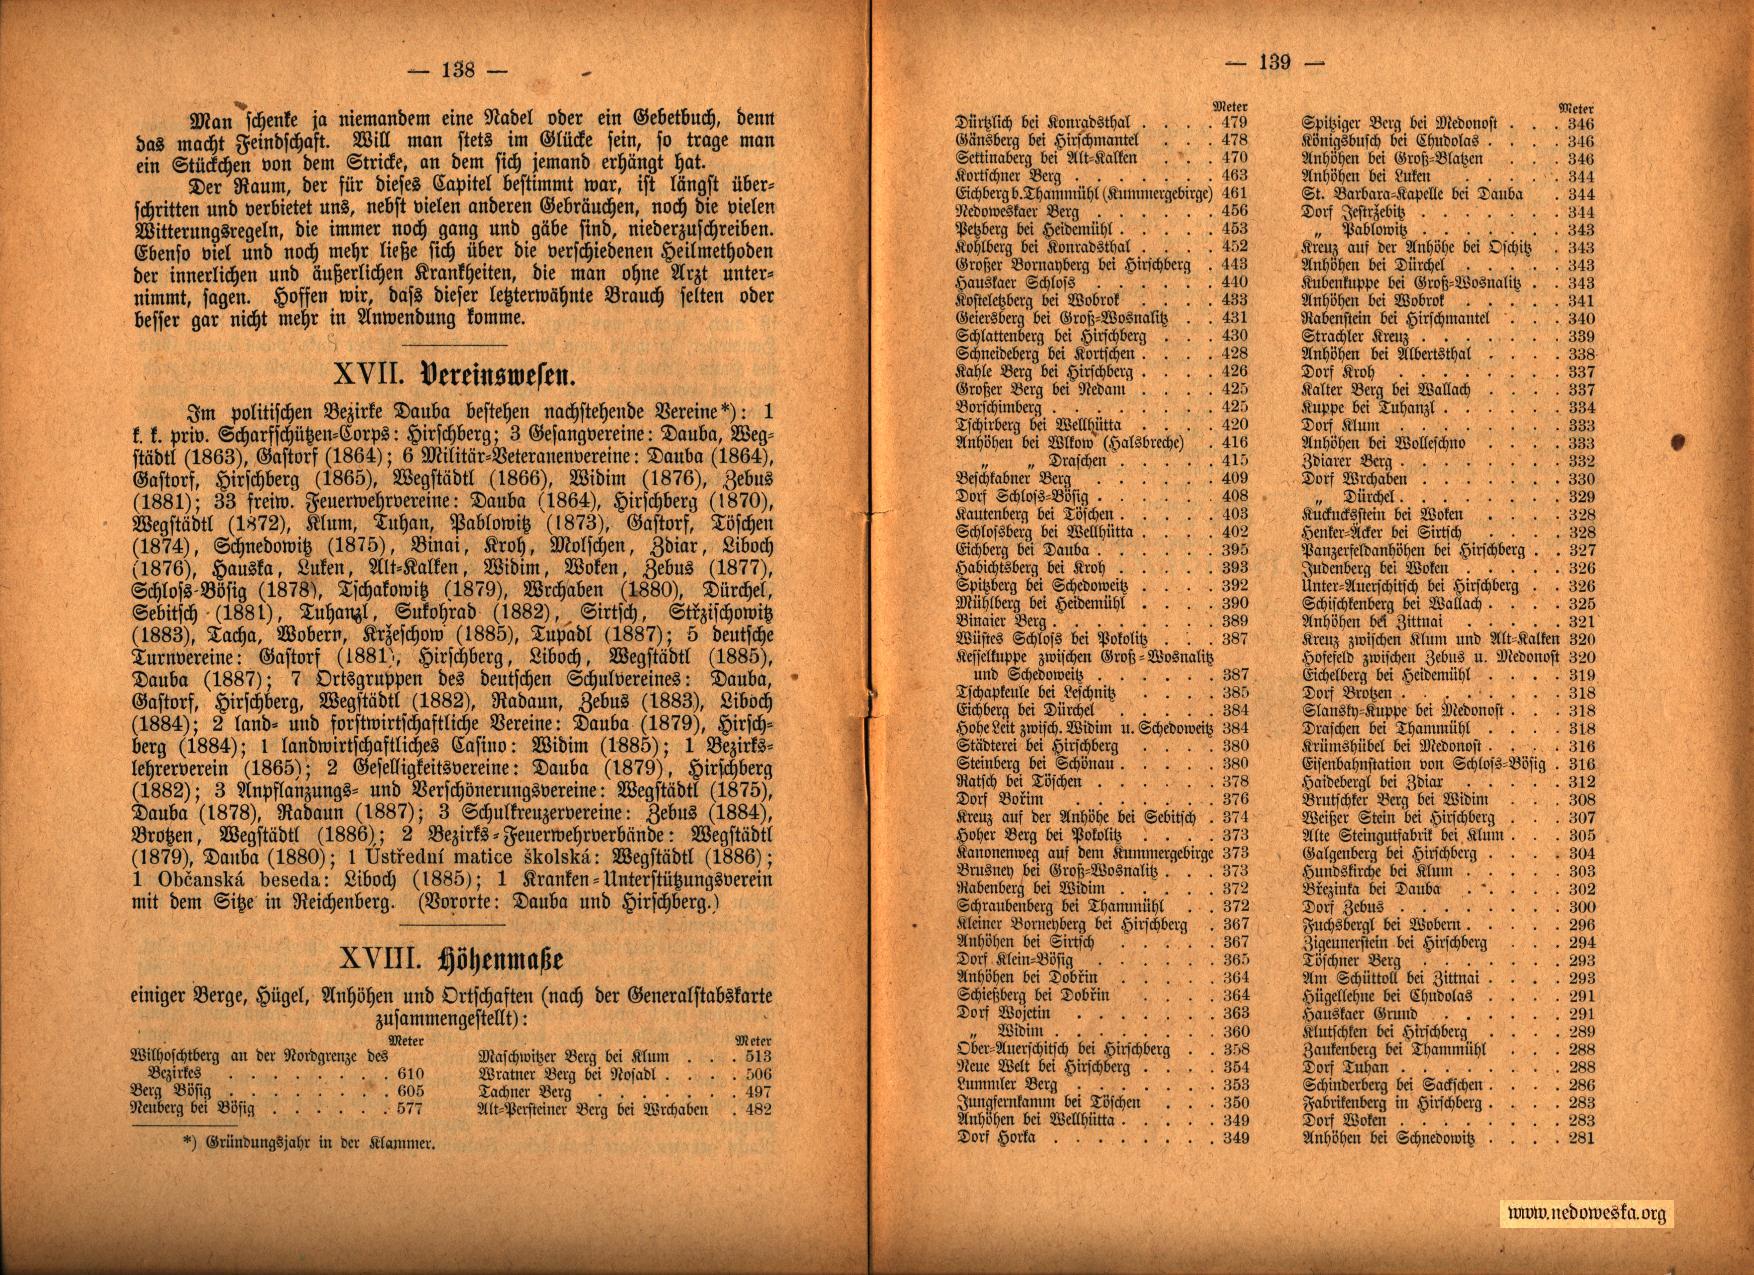 — 138 —
Man schenke ja niemandem eine Nadel oder ein Gebetbuch, denn
das macht Feindschaft. Will man stets im Glücke sein, so trage man
ein Stückchen von dem Stricke, an dem sich jemand erhängt hat.
Der Raum, der für dieses Capitel bestimmt war, ist längst über-
schritten und verbietet uns, nebst vielen anderen Gebräuchen, noch die vielen
Witterungsregeln, die immer noch gang und gäbe sind, niederzuschreiben.
Ebenso viel und noch mehr ließe sich über die verschiedenen Heilmethoden
der innerlichen und äußerlichen Krankheiten, die man ohne Arzt unter-
nimmt, sagen. Hoffen wir, dass dieser letzterwähnte Brauch selten oder
besser gar nicht mehr in Anwendung komme.
XVII. Vereinswesen.
Im politischen Bezirke Dauba bestehen nachstehende Vereine*): 1
k. k. priv. Scharfschützen-Corps: Hirschberg; 3 Gesangvereine: Dauba, Weg-
städtl (1863), Gastorf (1864); 6 Militär-Veteranenvereine: Dauba (1864),
Gastorf, Hirschberg (1865), Wegstädtl (1866), Widim (1876), Zebus
(1881); 33 freiw. Feuerwehrvereine: Dauba (1864), Hirschberg (1870),
Wegstädtl (1872), Klum, Tuhan, Pablowitz (1873), Gastorf, Töschen
(1874), Schnedowitz (1875), Binai, Kroh, Molschen, Zdiar, Liboch
(1876), Hauska, Luken, Alt-Kalken, Widim, Woken, Zebus (1877),
Schloss-Bösig (1878), Tschakowitz (1879), Wrchaben (1880), Dürchel,
Sebitsch (1881), Tuhanzl, Sukohrad (1882), Sirtsch, Stržischowitz
(1883), Tacha, Wobern, Kržeschow (1885), Tupadl (1887); 5 deutsche
Turnvereine: Gastorf (1881), Hirschberg, Liboch, Wegstädtl (1885),
Dauba (1887); 7 Ortsgruppen des deutschen Schulvereines: Dauba,
Gastorf, Hirschberg, Wegstädtl (1882), Radaun, Zebus (1883), Liboch
(1884); 2 land- und forstwirtschaftliche Vereine: Dauba (1879), Hirsch-
berg (1884); 1 landwirtschaftliches Casino: Widim (1885); 1 Bezirks-
lehrerverein (1865); 2 Geselligkeitsvereine: Dauba (1879), Hirschberg
(1882); 3 Anpflanzungs- und Verschönerungsvereine: Wegstädtl (1875),
Dauba (1878), Radaun (1887); 3 Schulkreuzervereine: Zebus (1884),
Brotzen, Wegstädtl (1886); 2 Bezirks-Feuerwehrverbände: Wegstädtl
(1879), Dauba (1880); 1 Ústřední matice školská: Wegstädtl (1886);
1 Občanská beseda: Liboch (1885); 1 Kranken-Unterstützungsverein
mit dem Sitze in Reichenberg. (Vororte: Dauba und Hirschberg.)
XVIII. Höhenmaße
einiger Berge, Hügel, Anhöhen und Ortschaften (nach der Generalstabskarte
zusammengestellt):
Meter
Wilhoschtberg an der Nordgrenze des
Bezirkes . . . . . . . . 610
Berg Bösig . . . . . . . . 605
Neuberg bei Bösig . . . . . . 577
Meter
Maschwitzer Berg bei Klum . . . 513
Wratner Berg bei Nosadl . . . . 506
Tachner Berg . . . . . . . 497
Alt-Persteiner Berg bei Wrchaben . 482
*) Gründungsjahr in der Klammer.
— 139 —
Meter
Dürtzlich bei Konradsthal . . . . 479
Gänsberg bei Hirschmantel . . . 478
Settinaberg bei Alt-Kalken . . . 470
Kortschner Berg . . . . . . . 463
Eichberg b. Thammühl (Kummergebirge) 461
Nedoweskaer Berg . . . . . . 456
Petzberg bei Heidemühl . . . . . 453
Kohlberg bei Konradsthal . . . . 452
Großer Bornayberg bei Hirschberg . 443
Hauskaer Schloss . . . . . . 440
Kosteletzberg bei Wobrok . . . . 433
Geiersberg bei Groß-Wosnalitz . . 431
Schlattenberg bei Hirschberg . . . 430
Schneideberg bei Kortschen . . . . 428
Kahle Berg bei Hirschberg . . . . 426
Großer Berg bei Nedam . . . . 425
Borschimberg . . . . . . . . 425
Tschirberg bei Wellhütta . . . . 420
Anhöhen bei Wlkow (Halsbreche) . 416
„ „ Draschen . . . . . 415
Beschkabner Berg . . . . . . 409
Dorf Schloss-Bösig . . . . . . 408
Kautenberg bei Töschen . . . . . 403
Schlossberg bei Wellhütta . . . . 402
Eichberg bei Dauba . . . . . . 395
Habichtsberg bei Kroh . . . . . 393
Spitzberg bei Schedoweitz . . . . 392
Mühlberg bei Heidemühl . . . . 390
Binaier Berg . . . . . . . . 389
Wüstes Schloss bei Pokolitz . . . 387
Kesselkuppe zwischen Groß-Wosnalitz
und Schedoweitz . . . . . . 387
Tschapkeule bei Leschnitz . . . . 385
Eichberg bei Dürchel . . . . . 384
Hohe Leit zwisch. Widim u. Schedoweitz 384
Städterei bei Hirschberg . . . . 380
Steinberg bei Schönau . . . . . 380
Ratsch bei Töschen . . . . . . 378
Dorf Bořim . . . . . . . 376
Kreuz auf der Anhöhe bei Sebitsch . 374
Hoher Berg bei Pokolitz . . . . 373
Kanonenweg auf dem Kummergebirge 373
Brusney bei Groß-Wosnalitz . . . 373
Rabenberg bei Widim . . . . . 372
Schraubenberg bei Thammühl . . 372
Kleiner Borneyberg bei Hirschberg . 367
Anhöhen bei Sirtsch . . . . . 367
Dorf Klein-Bösig . . . . . . 365
Anhöhen bei Dobřin . . . . . 364
Schießberg bei Dobřin . . . . 364
Dorf Wojetin . . . . . . . 363
„ Widim . . . . . . . . 360
Ober-Auerschitsch bei Hirschberg . . 358
Neue Welt bei Hirschberg . . . . 354
Lummler Berg . . . . . . . 353
Jungfernkamm bei Töschen . . . 350
Anhöhen bei Wellhütta . . . . . 349
Dorf Horka . . . . . . . . 349
Meter
Spitziger Berg bei Medonost . . . 346
Königsbusch bei Chudolas . . . . 346
Anhöhen bei Groß-Blatzen . . . 346
Anhöhen bei Luken . . . . . 344
St. Barbara-Kapelle bei Dauba . 344
Dorf Jestržebitz . . . . . . . 344
„ Pablowitz . . . . . . . 343
Kreuz auf der Anhöhe bei Oschitz . 343
Anhöhen bei Dürchel . . . . . 343
Kubenkuppe bei Groß-Wosnalitz . . 343
Anhöhen bei Wobrok . . . . . 341
Rabenstein bei Hirschmantel . . . 340
Strachler Kreuz . . . . . . . 339
Anhöhen bei Albertsthal . . . . 338
Dorf Kroh . . . . . . . . 337
Kalter Berg bei Wallach . . . . 337
Kuppe bei Tuhanzl . . . . . . 334
Dorf Klum . . . . . . . . 333
Anhöhen bei Wolleschno . . . . 333
Zdiarer Berg . . . . . . . . 332
Dorf Wrchaben . . . . . . . 330
„ Dürchel . . . . . . . . 329
Kuckucksstein bei Woken . . . . 328
Henker-Äcker bei Sirtsch . . . . 328
Panzerfeldanhöhen bei Hirschberg . . 327
Judenberg bei Woken . . . . . 326
Unter-Auerschitsch bei Hirschberg . . 326
Schischkenberg bei Wallach . . . . 325
Anhöhen bei Zittnai . . . . . 321
Kreuz zwischen Klum und Alt-Kalken 320
Hofefeld zwischen Zebus u. Medonost 320
Eichelberg bei Heidemühl . . . . 319
Dorf Brotzen . . . . . . . . 318
Slansky-Kuppe bei Medonost . . . 318
Draschen bei Thammühl . . . . 318
Krümshübel bei Medonost . . . . 316
Eisenbahnstation von Schloss-Bösig . 316
Haidebergl bei Zdiar . . . . . 312
Brutschker Berg bei Widim . . . 308
Weißer Stein bei Hirschberg . . . 307
Alte Steingutfabrik bei Klum . . . 305
Galgenberg bei Hirschberg . . . . 304
Hundskirche bei Klum . . . . . 303
Březinka bei Dauba . . . . . 302
Dorf Zebus . . . . . . . . 300
Fuchsbergl bei Wobern . . . . . 296
Zigeunerstein bei Hirschberg . . . 294
Töschner Berg . . . . . . . 293
Am Schüttoll bei Zittnai . . . . 293
Hügellehne bei Chudolas . . . . 291
Hauskaer Grund . . . . . . 291
Klutschken bei Hirschberg . . . . 289
Zaukenberg bei Thammühl . . . 288
Dorf Tuhan . . . . . . . . 288
Schinderberg bei Sackschen . . . . 286
Fabrikenberg in Hirschberg . . . . 283
Dorf Woken . . . . . . . . 283
Anhöhen bei Schnedowitz . . . . 281
www.nedoweska.org